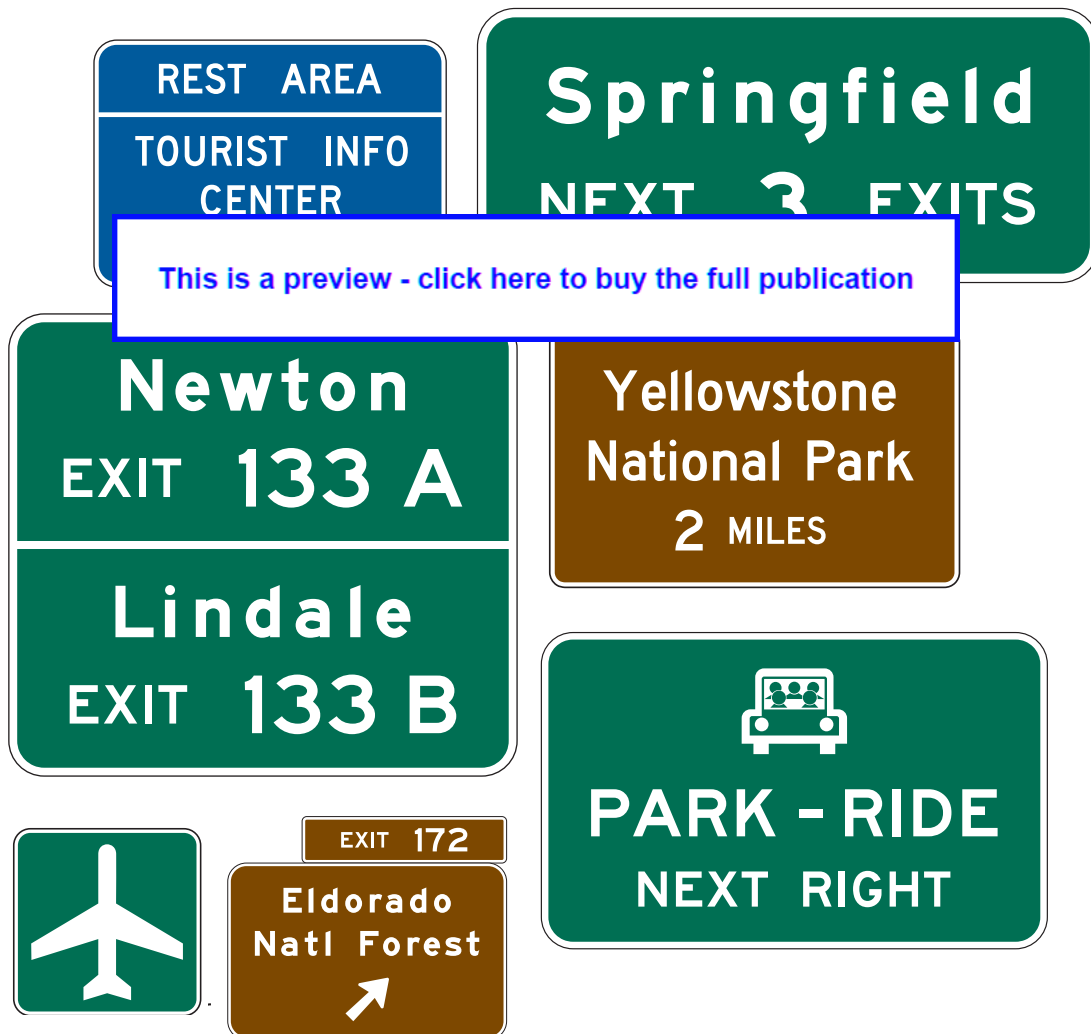 REST AREA
TOURIST INFO
CENTER
Springfield
NEXT 3 EXITS
This is a preview - click here to buy the full publication
Newton
EXIT 133 A
Lindale
EXIT 133 B
Yellowstone
National Park
2 MILES
PARK - RIDE
NEXT RIGHT
EXIT 172
Eldorado
Natl Forest